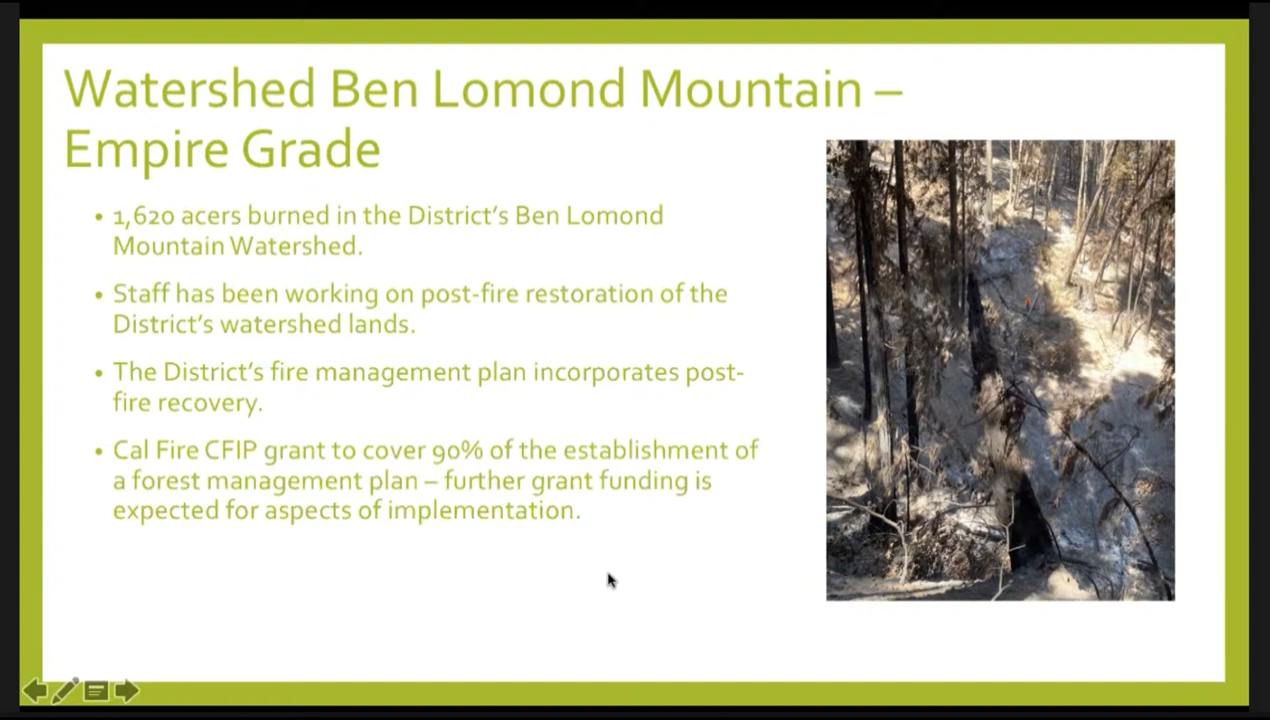 Watershed Ben Lomond Mountain –
Empire Grade
• 1,620 acers burned in the District's Ben Lomond
Mountain Watershed.
• Staff has been working on post-fire restoration of the
District's watershed lands.
• The District's fire management plan incorporates post-
fire recovery.
• Cal Fire CFIP grant to cover 90% of the establishment of
a forest management plan – further grant funding is
expected for aspects of implementation.